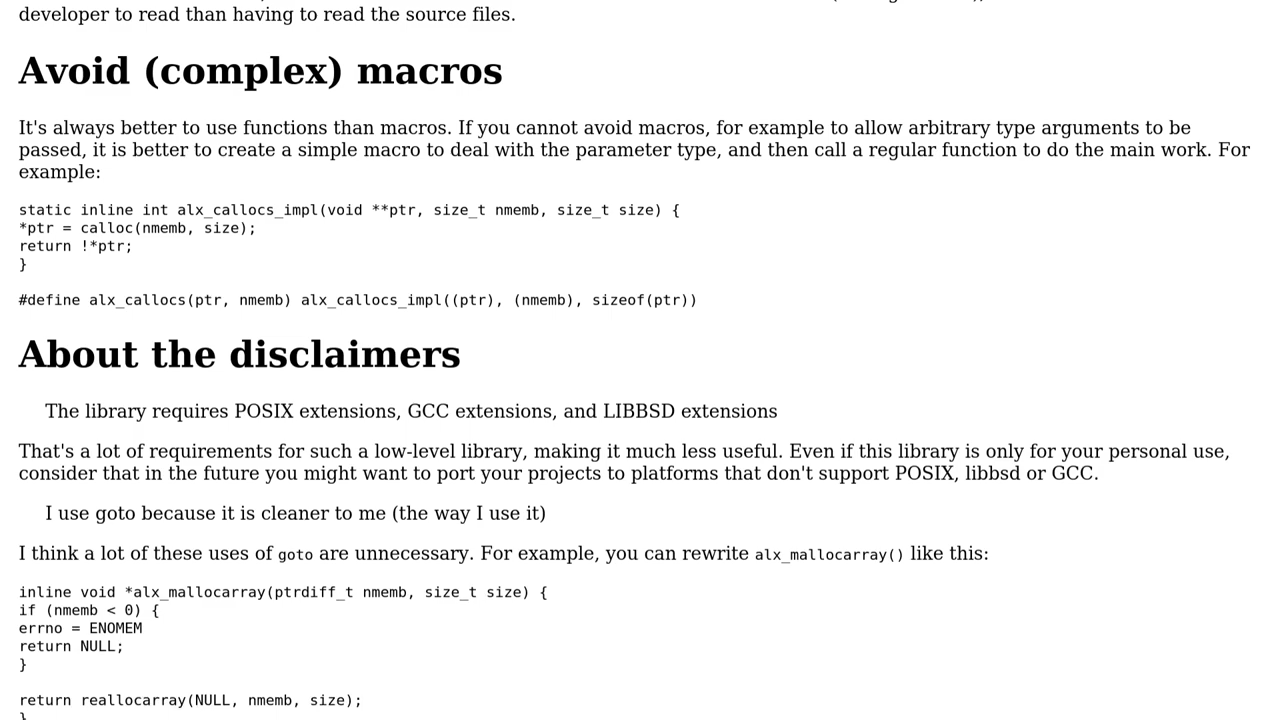 developer to read than having to read the source files.
Avoid (complex) macros
It's always better to use functions than macros. If you cannot avoid macros, for example to allow arbitrary type arguments to be
passed, it is better to create a simple macro to deal with the parameter type, and then call a regular function to do the main work. For
example:
static inline int alx_callocs_impl(void **ptr, size_t nmemb, size_t size) {
*ptr = calloc(nmemb, size);
return !*ptr;
}
#define alx_callocs(ptr, nmemb) alx_callocs_impl((ptr), (nmemb), sizeof(ptr))
About the disclaimers
The library requires POSIX extensions, GCC extensions, and LIBBSD extensions
That's a lot of requirements for such a low-level library, making it much less useful. Even if this library is only for your personal use,
consider that in the future you might want to port your projects to platforms that don't support POSIX, libbsd or GCC.
I use goto because it is cleaner to me (the way I use it)
I think a lot of these uses of goto are unnecessary. For example, you can rewrite alx_mallocarray() like this:
inline void *alx_mallocarray(ptrdiff_t nmemb, size_t size) {
if (nmemb < 0) {
errno = ENOMEM
return NULL;
}
return reallocarray(NULL, nmemb, size);
}